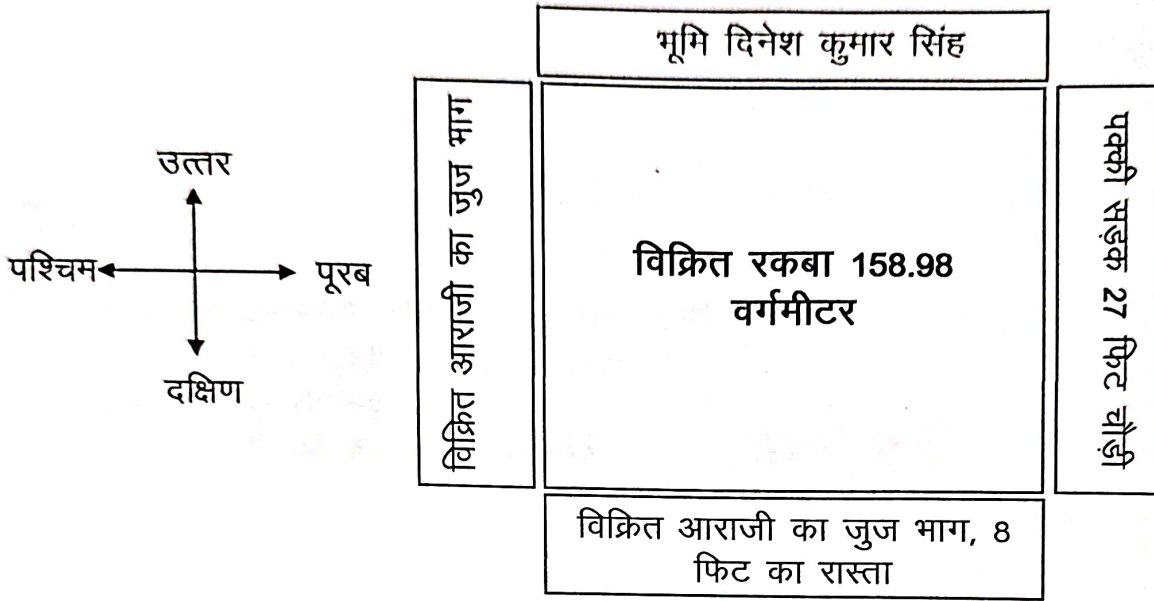 भूमि दिनेश कुमार सिंह
उत्तर
पश्चिम
पूरब
दक्षिण
विक्रित आराजी का जुज भाग
विक्रित रकबा 158.98
वर्गमीटर
पक्की सड़क 27 फिट चौड़ी
विक्रित आराजी का जुज भाग, 8
फिट का रास्ता